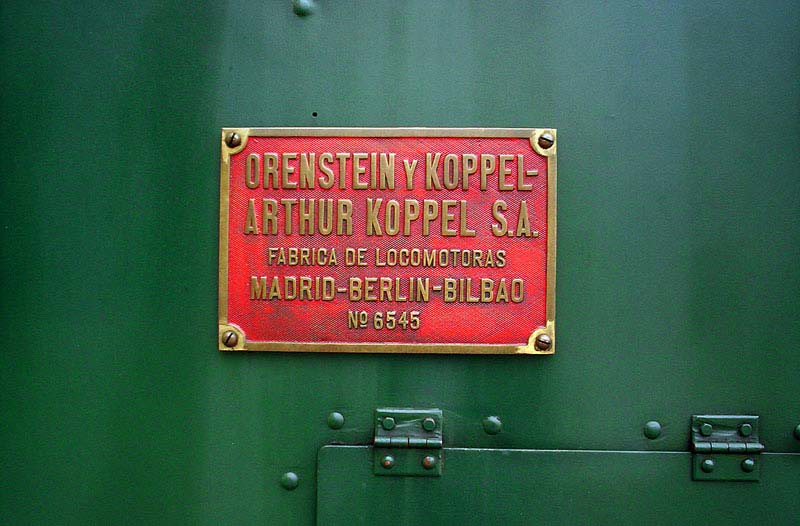 ORENSTEIN Y KOPPEL-
ARTHUR KOPPEL S.A.
FABRICA DE LOCOMOTORAS
MADRID-BERLIN-BILBAO
Nº 6545